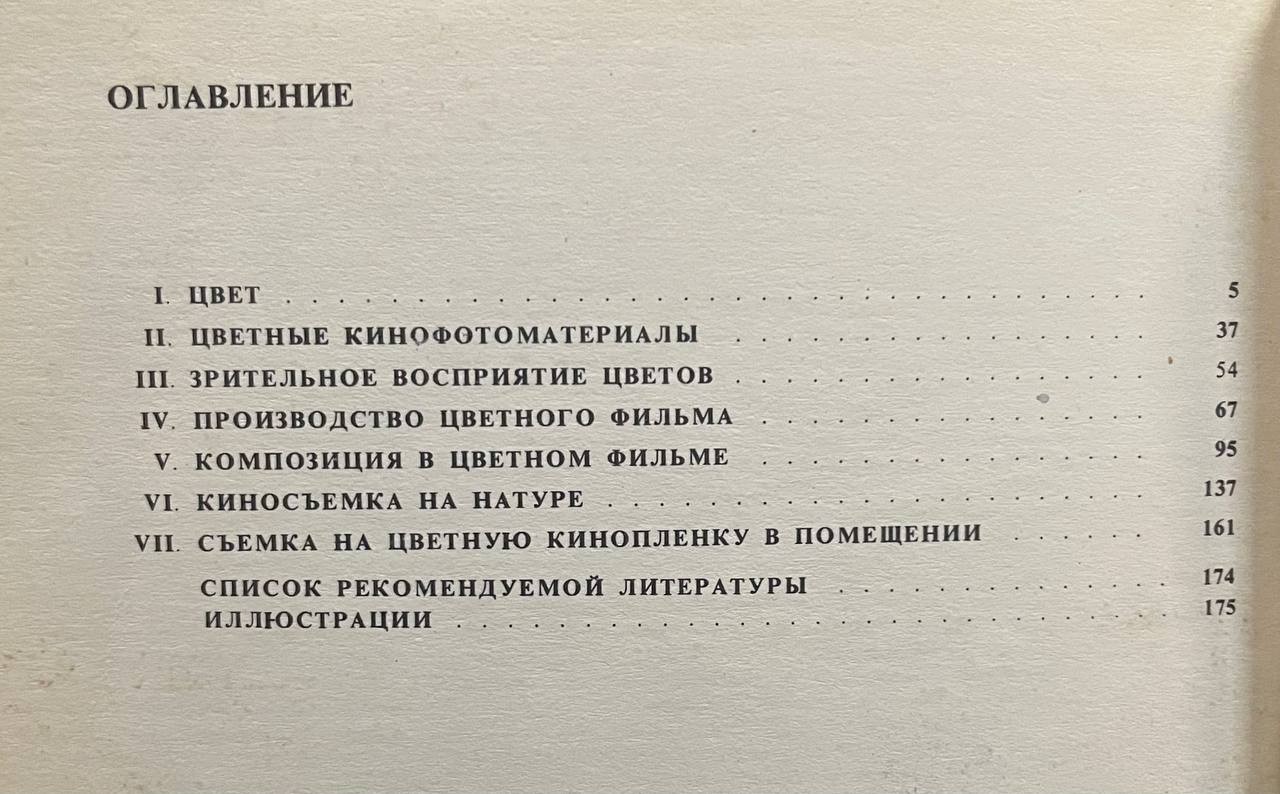 ОГЛАВЛЕНИЕ
I. ЦВЕТ . . . . . . . . . . . . . . . . . . . . . . . . . . . . . . . . . 5
II. ЦВЕТНЫЕ КИНОФОТОМАТЕРИАЛЫ . . . . . . . . . . . . . . . . 37
III. ЗРИТЕЛЬНОЕ ВОСПРИЯТИЕ ЦВЕТОВ . . . . . . . . . . . . . . . . 54
IV. ПРОИЗВОДСТВО ЦВЕТНОГО ФИЛЬМА . . . . . . . . . . . . . . . 67
V. КОМПОЗИЦИЯ В ЦВЕТНОМ ФИЛЬМЕ . . . . . . . . . . . . . . . 95
VI. КИНОСЪЕМКА НА НАТУРЕ . . . . . . . . . . . . . . . . . . . . . 137
VII. СЪЕМКА НА ЦВЕТНУЮ КИНОПЛЕНКУ В ПОМЕЩЕНИИ . . . . . . 161
СПИСОК РЕКОМЕНДУЕМОЙ ЛИТЕРАТУРЫ . . . . . . . . . . . . . 174
ИЛЛЮСТРАЦИИ . . . . . . . . . . . . . . . . . . . . . . . . . . . . 175